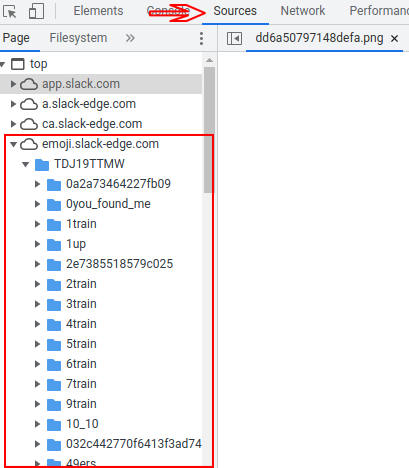 Elements Console Sources Network Performan
Page Filesystem » dd6a50797148defa.png
top
app.slack.com
a.slack-edge.com
ca.slack-edge.com
emoji.slack-edge.com
TDJ19TTMW
0a2a73464227fb09
0you_found_me
1train
1up
2e7385518579c025
2train
3train
4train
5train
6train
7train
9train
10_10
032c442770f6413f3ad74
49ers